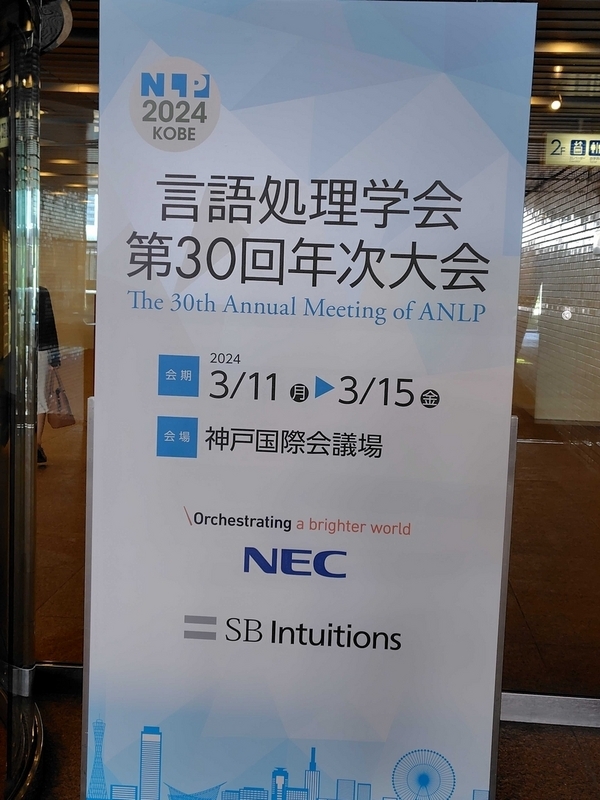 NLP
2024
KOBE
言語処理学会
第30回年次大会
The 30th Annual Meeting of ANLP
会期 2024 3/11 月 ▶ 3/15 金
会場 神戸国際会議場
\Orchestrating a brighter world
NEC
SB Intuitions
2F